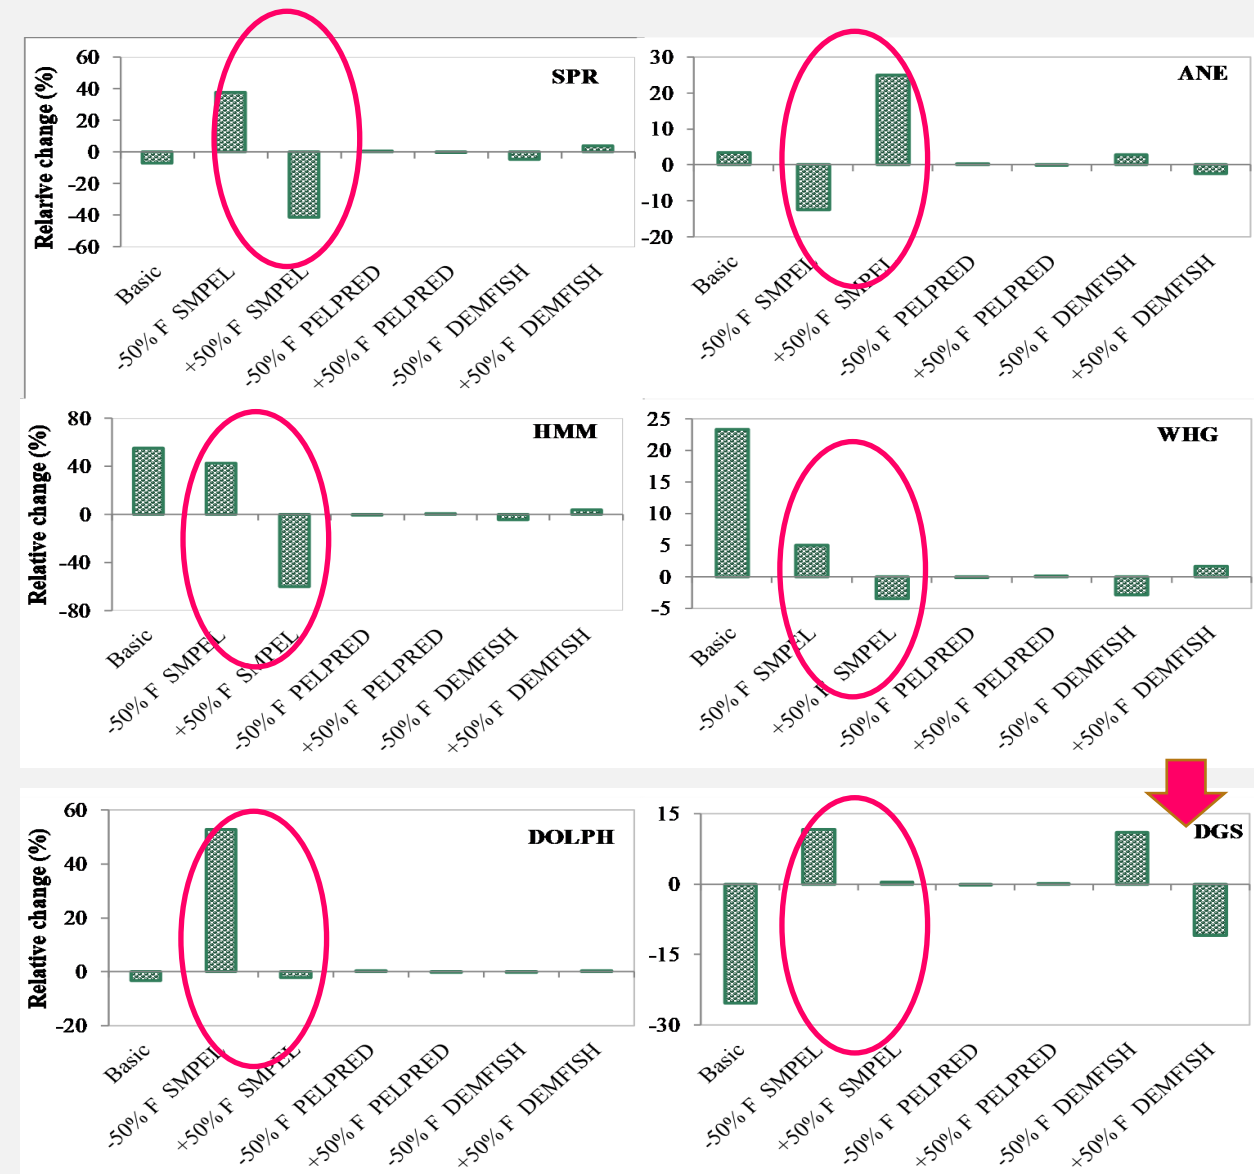 Relarive change (%)
60
40
20
0
-20
-40
-60
SPR
Basic
-50% F SMPEL
+50% F SMPEL
-50% F PELPRED
+50% F PELPRED
-50% F DEMFISH
+50% F DEMFISH
30
20
10
0
-10
-20
ANE
Basic
-50% F SMPEL
+50% F SMPEL
-50% F PELPRED
+50% F PELPRED
-50% F DEMFISH
+50% F DEMFISH
Relative change (%)
80
40
0
-40
-80
HMM
Basic
-50% F SMPEL
+50% F SMPEL
-50% F PELPRED
+50% F PELPRED
-50% F DEMFISH
+50% F DEMFISH
25
20
15
10
5
0
-5
WHG
Basic
-50% F SMPEL
+50% F SMPEL
-50% F PELPRED
+50% F PELPRED
-50% F DEMFISH
+50% F DEMFISH
Relative change (%)
60
40
20
0
-20
DOLPH
Basic
-50% F SMPEL
+50% F SMPEL
-50% F PELPRED
+50% F PELPRED
-50% F DEMFISH
+50% F DEMFISH
15
0
-15
-30
DGS
Basic
-50% F SMPEL
+50% F SMPEL
-50% F PELPRED
+50% F PELPRED
-50% F DEMFISH
+50% F DEMFISH